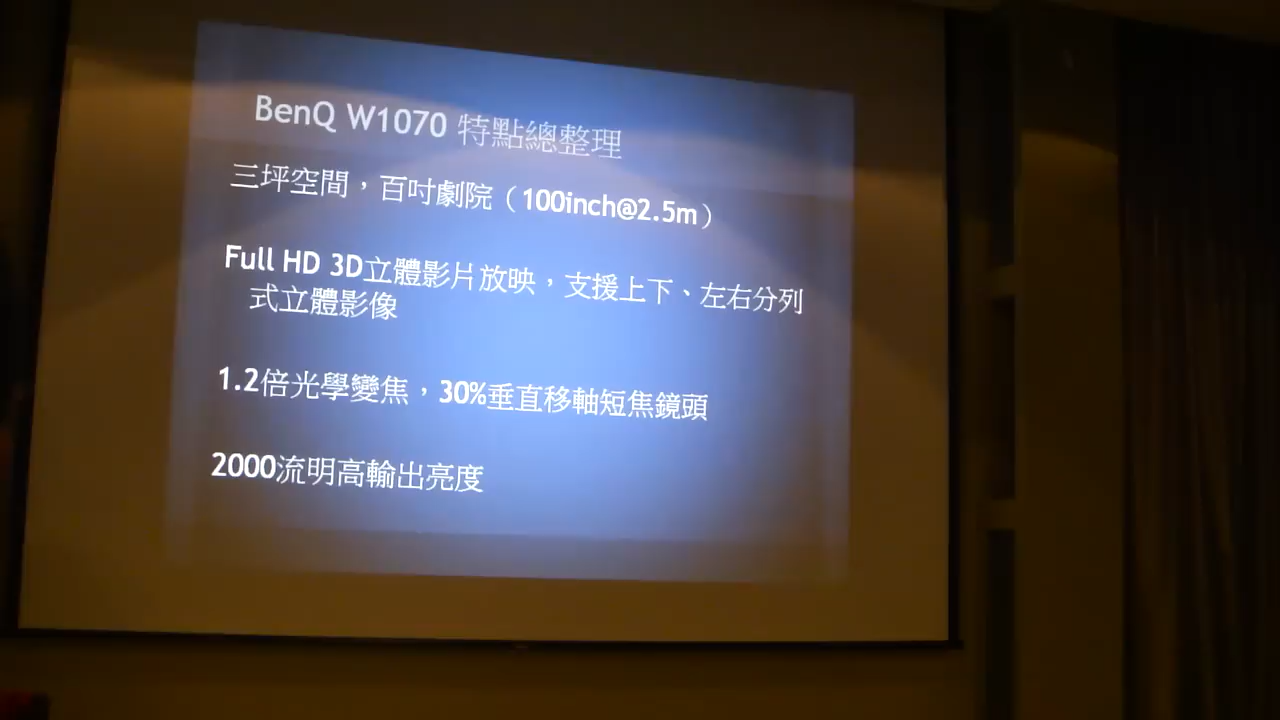 BenQ W1070 特點總整理
三坪空間，百吋劇院（100inch@2.5m）
Full HD 3D立體影片放映，支援上下、左右分列
式立體影像
1.2倍光學變焦，30%垂直移軸短焦鏡頭
2000流明高輸出亮度